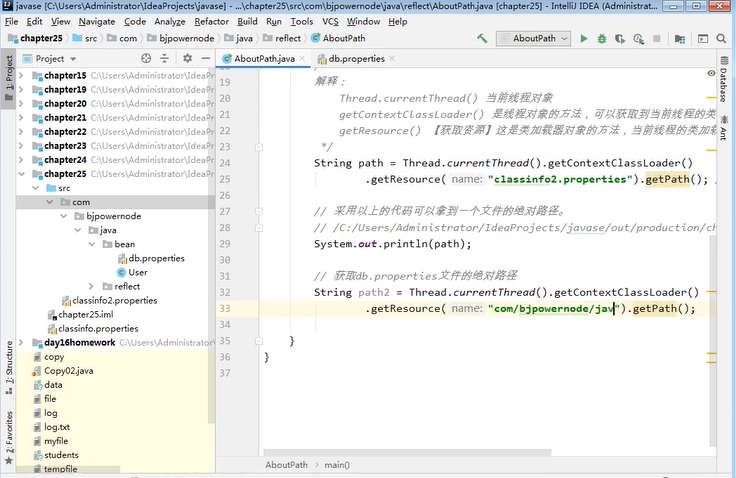 javase [C:\Users\Administrator\IdeaProjects\javase] - ...\chapter25\src\com\bjpowernode\java\reflect\AboutPath.java [chapter25] - IntelliJ IDEA (Administrator)
File Edit View Navigate Code Analyze Refactor Build Run Tools VCS Window Help
chapter25 src com bjpowernode java reflect AboutPath
AboutPath
Project
AboutPath.java
db.properties
1: Project
7: Structure
2: Favorites
Database
Ant
chapter15 C:\Users\Administrator\IdeaPro
chapter19 C:\Users\Administrator\IdeaPro
chapter20 C:\Users\Administrator\IdeaPro
chapter21 C:\Users\Administrator\IdeaPro
chapter22 C:\Users\Administrator\IdeaPro
chapter23 C:\Users\Administrator\IdeaPro
chapter24 C:\Users\Administrator\IdeaPro
chapter25 C:\Users\Administrator\IdeaPro
src
com
bjpowernode
java
bean
db.properties
User
reflect
classinfo2.properties
chapter25.iml
classinfo.properties
day16homework C:\Users\Administrator\
copy
Copy02.java
data
file
log
log.txt
myfile
students
tempfile
19 解释：
20 Thread.currentThread() 当前线程对象
21 getContextClassLoader() 是线程对象的方法，可以获取到当前线程的类
22 getResource() 【获取资源】这是类加载器对象的方法，当前线程的类加载
23 */
24 String path = Thread.currentThread().getContextClassLoader()
25 .getResource( name: "classinfo2.properties").getPath(); /
26
27 // 采用以上的代码可以拿到一个文件的绝对路径。
28 // /C:/Users/Administrator/IdeaProjects/javase/out/production/ch
29 System.out.println(path);
30
31 // 获取db.properties文件的绝对路径
32 String path2 = Thread.currentThread().getContextClassLoader()
33 .getResource( name: "com/bjpowernode/jav").getPath();
34
35 }
36 }
37
AboutPath main()